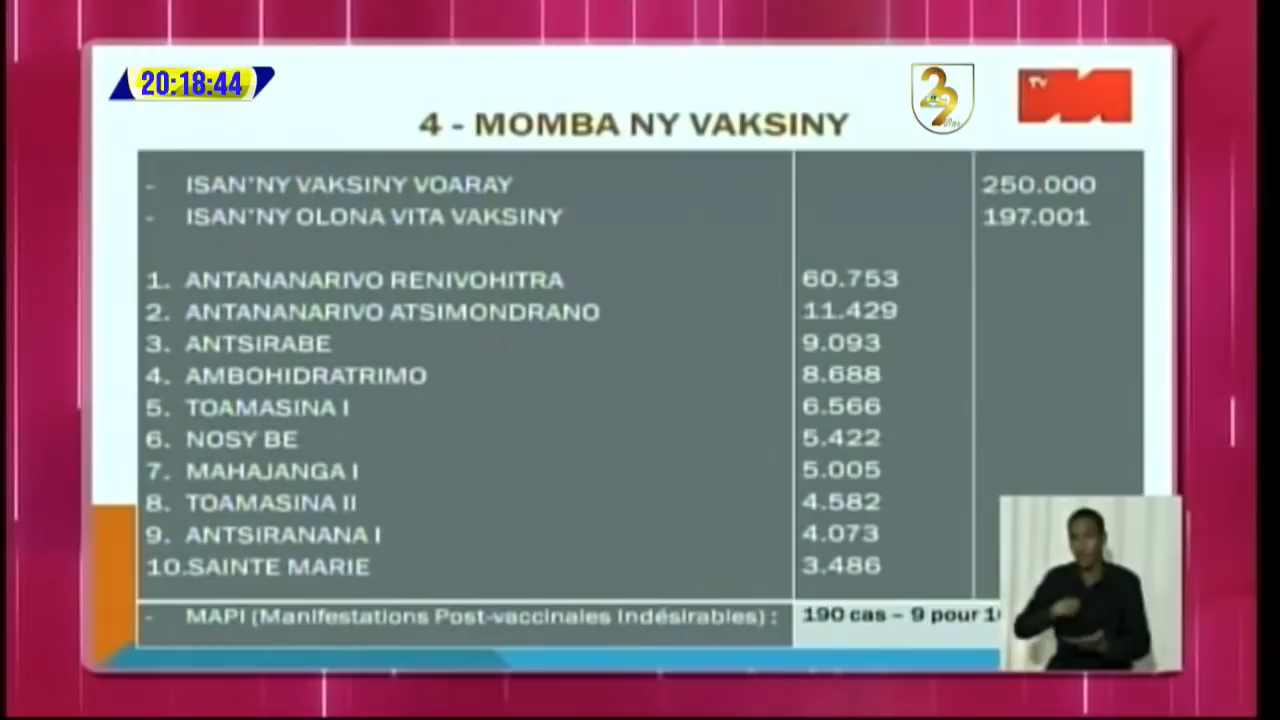 20:18:44
TV
4 - MOMBA NY VAKSINY
- ISAN'NY VAKSINY VOARAY 250.000
- ISAN'NY OLONA VITA VAKSINY 197.001
1. ANTANANARIVO RENIVOHITRA 60.753
2. ANTANANARIVO ATSIMONDRANO 11.429
3. ANTSIRABE 9.093
4. AMBOHIDRATRIMO 8.688
5. TOAMASINA I 6.566
6. NOSY BE 5.422
7. MAHAJANGA I 5.005
8. TOAMASINA II 4.582
9. ANTSIRANANA I 4.073
10.SAINTE MARIE 3.486
- MAPI (Manifestations Post-vaccinales Indésirables) : 190 cas – 9 pour